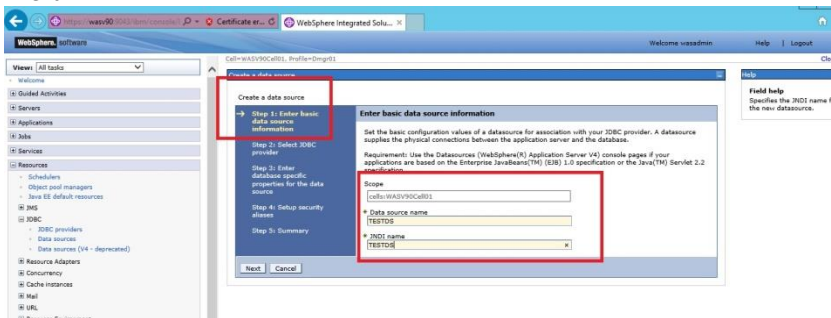 https://wasv90:9043/ibm/console/l
Certificate er...
WebSphere Integrated Solu...
WebSphere. software
Welcome wasadmin
Help | Logout
Cell=WASV90Cell01, Profile=Dmgr01
View: All tasks
Welcome
Guided Activities
Servers
Applications
Jobs
Services
Resources
Schedulers
Object pool managers
Java EE default resources
JMS
JDBC
JDBC providers
Data sources
Data sources (V4 - deprecated)
Resource Adapters
Concurrency
Cache instances
Mail
URL
Create a data source
Create a data source
Step 1: Enter basic
data source
information
Step 2: Select JDBC
provider
Step 3: Enter
database specific
properties for the data
source
Step 4: Setup security
aliases
Step 5: Summary
Enter basic data source information
Set the basic configuration values of a datasource for association with your JDBC provider. A datasource
supplies the physical connections between the application server and the database.
Requirement: Use the Datasources (WebSphere(R) Application Server V4) console pages if your
applications are based on the Enterprise JavaBeans(TM) (EJB) 1.0 specification or the Java(TM) Servlet 2.2
specification.
Scope
cells:WASV90Cell01
* Data source name
TESTDS
* JNDI name
TESTDS
Next Cancel
Help
Field help
Specifies the JNDI name f
the new datasource.